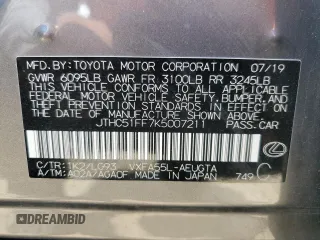 MFD.BY:TOYOTA MOTOR CORPORATION 07/19
GVWR 6095LB GAWR FR 3100LB RR 3245LB
THIS VEHICLE CONFORMS TO ALL APPLICABLE
FEDERAL MOTOR VEHICLE SAFETY, BUMPER,
AND THEFT PREVENTION STANDARDS IN EFFECT
ON THE DATE OF MANUFACTURE SHOWN ABOVE.
JTHC51FF7K5007211 PASS.CAR
C/TR: 1K2/LG93 VXFA55L-AEUGTA
A/TM: A02A/AGA0F MADE IN JAPAN 749 C